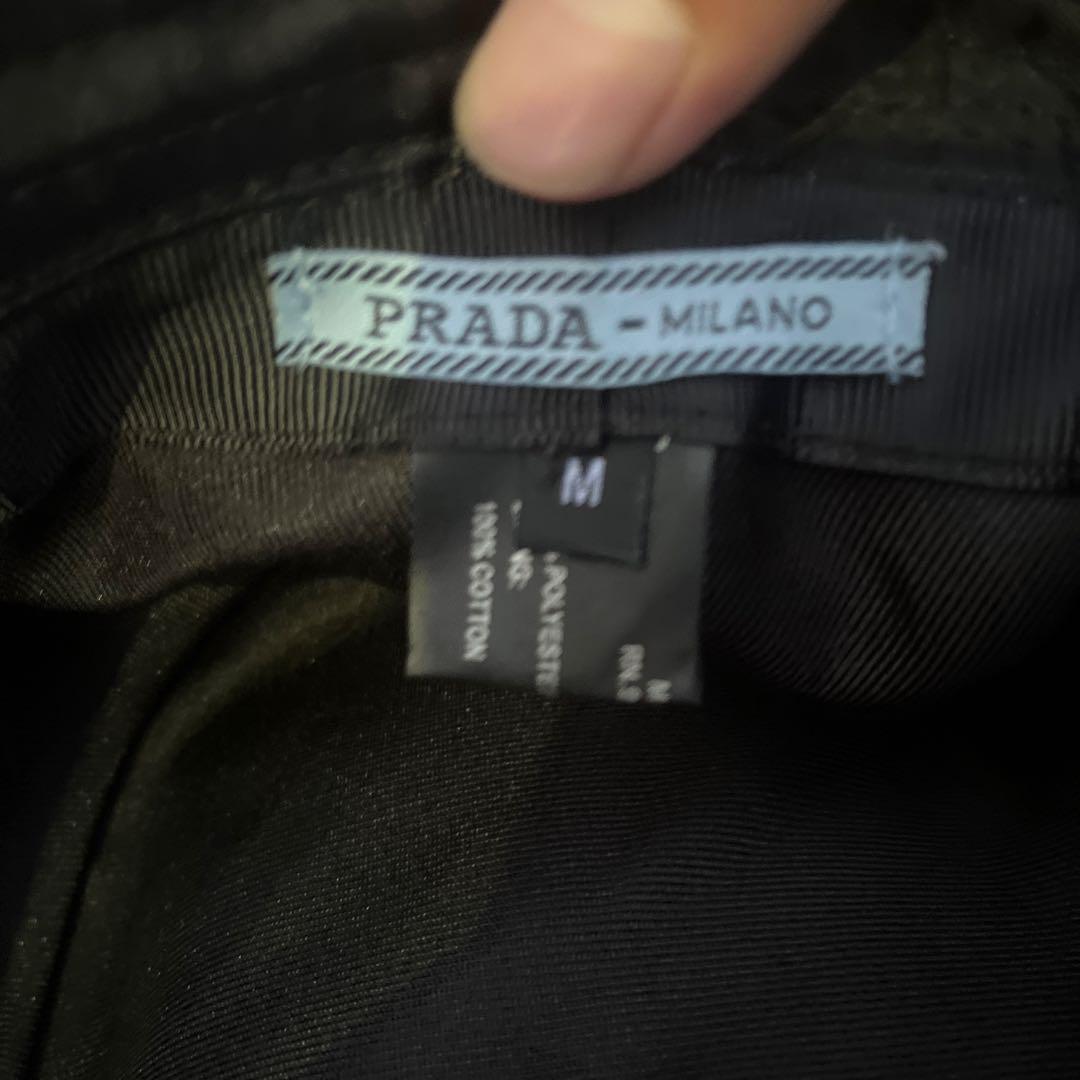 PRADA - MILANO
M
POLYESTE
100% COTTON